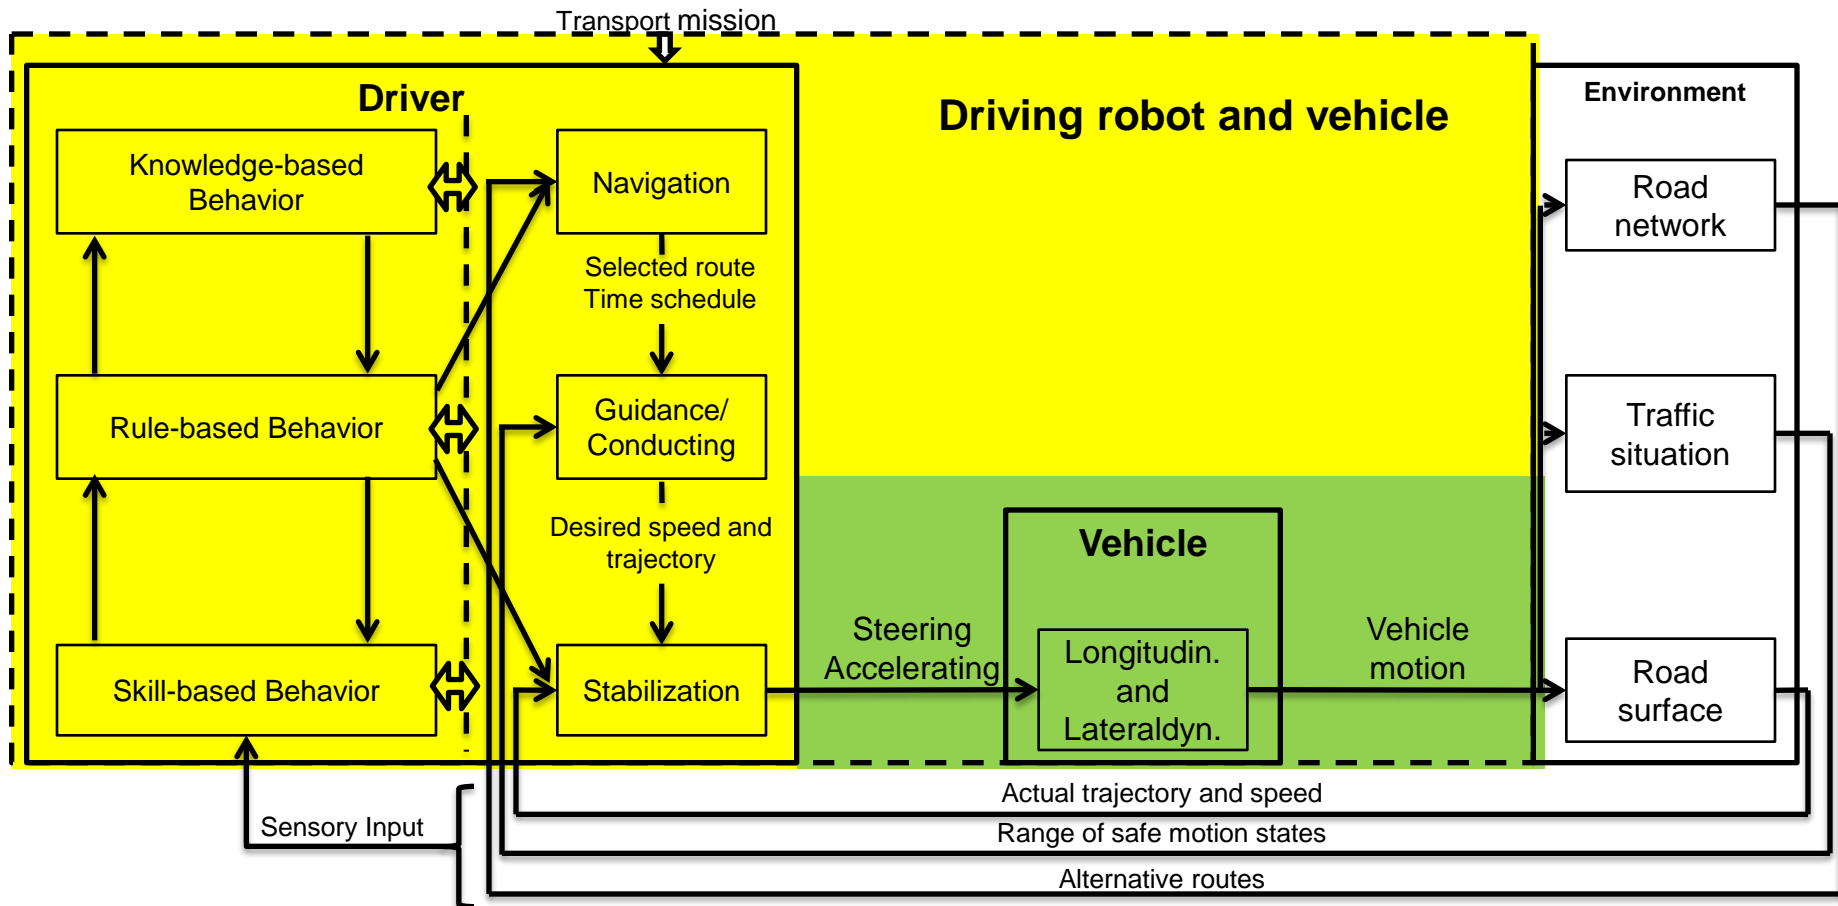 Transport mission
Driver
Driving robot and vehicle
Environment
Knowledge-based
Behavior
Navigation
Road
network
Selected route
Time schedule
Rule-based Behavior
Guidance/
Conducting
Traffic
situation
Desired speed and
trajectory
Vehicle
Steering
Accelerating
Vehicle
motion
Skill-based Behavior
Stabilization
Longitudin.
and
Lateraldyn.
Road
surface
Actual trajectory and speed
Sensory Input
Range of safe motion states
Alternative routes